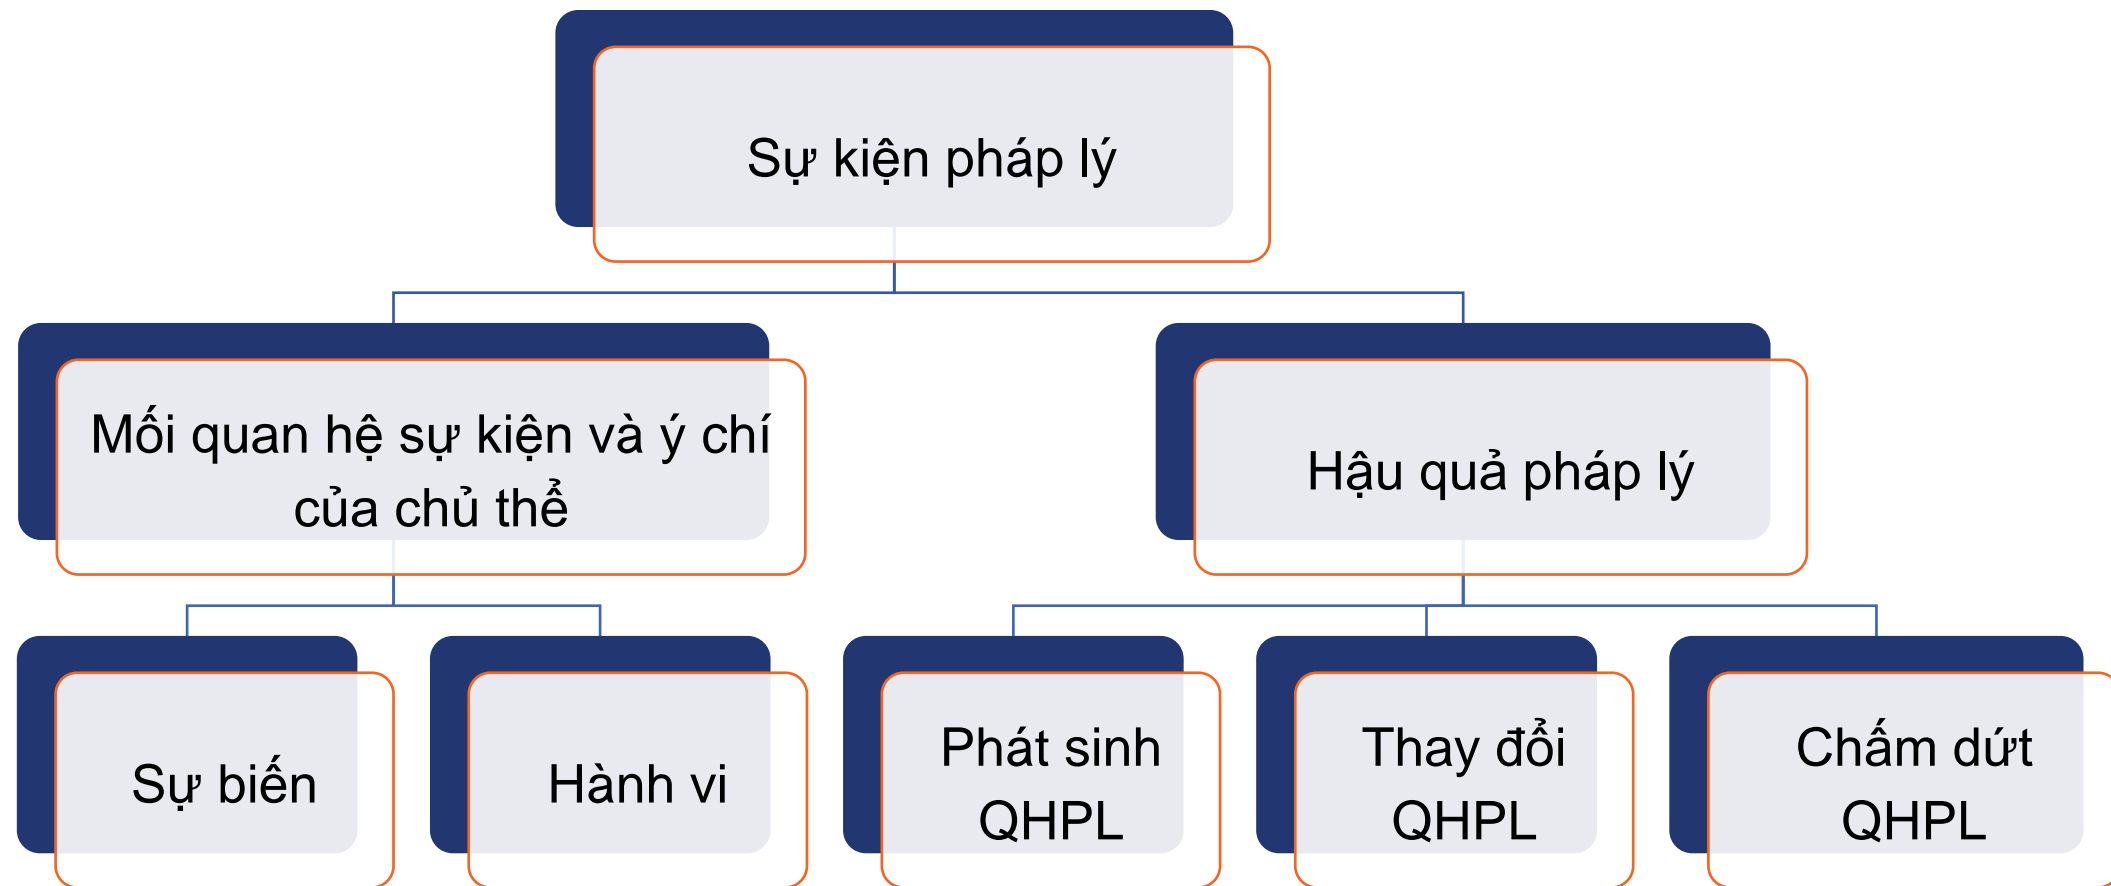 Sự kiện pháp lý
Mối quan hệ sự kiện và ý chí
của chủ thể
Hậu quả pháp lý
Sự biến
Hành vi
Phát sinh
QHPL
Thay đổi
QHPL
Chấm dứt
QHPL